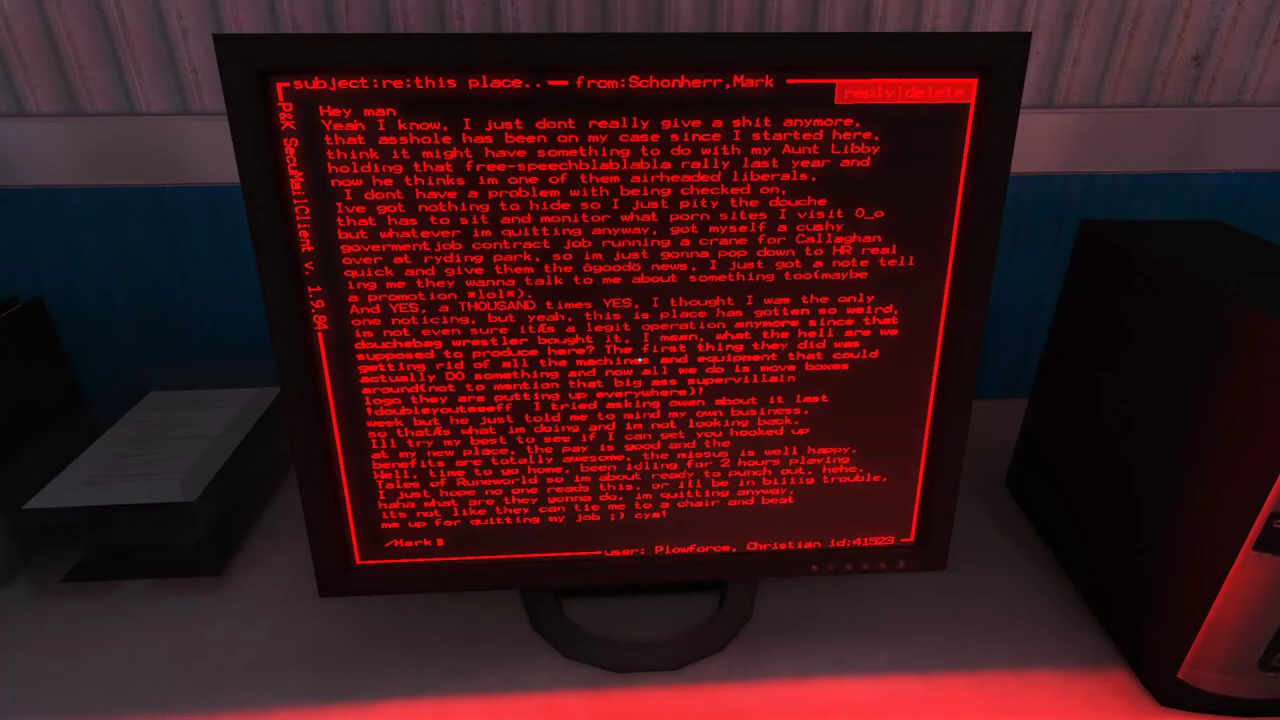 subject:re:this place.. from:Schonherr,Mark
reply|delete
P&K SecuMailClient v. 1.9.84
Hey man
Yeah I know, I just dont really give a shit anymore,
that asshole has been on my case since I started here,
think it might have something to do with my Aunt Libby
holding that free-speechblablabla rally last year and
now he thinks im one of them airheaded liberals.
I dont have a problem with being checked on,
Ive got nothing to hide so I just pity the douche
that has to sit and monitor what porn sites I visit O_o
but whatever im quitting anyway, got myself a cushy
govermentjob contract job running a crane for Callaghan
over at ryding park, so im just gonna pop down to HR real
quick and give them the ôgoodö news, I just got a note tell
ing me they wanna talk to me about something too(maybe
a promotion *lol*).
And YES, a THOUSAND times YES, I thought I was the only
one noticing, but yeah, this is place has gotten so weird,
im not even sure itÆs a legit operation anymore since that
douchebag wrestler bought it. I mean, what the hell are we
supposed to produce here? The first thing they did was
getting rid of all the machines and equipment that could
actually DO something and now all we do is move boxes
around(not to mention that big ass supervillain
logo they are putting up everywhere)!
!doubleyouteeff I tried asking owen about it last
week but he just told me to mind my own business,
so thatÆs what im doing and im not looking back.
Ill try my best to see if I can get you hooked up
at my new place, the pay is good and the
benefits are totally awesome, the missus is well happy.
Well, time to go home, been idling for 2 hours playing
Tales of Runeworld so im about ready to punch out, hehe.
I just hope no one reads this, or ill be in biiiig trouble,
haha what are they gonna do, im quitting anyway,
its not like they can tie me to a chair and beat
me up for quitting my job ;) cya!
/Mark
user: Plowforce, Christian id:41523